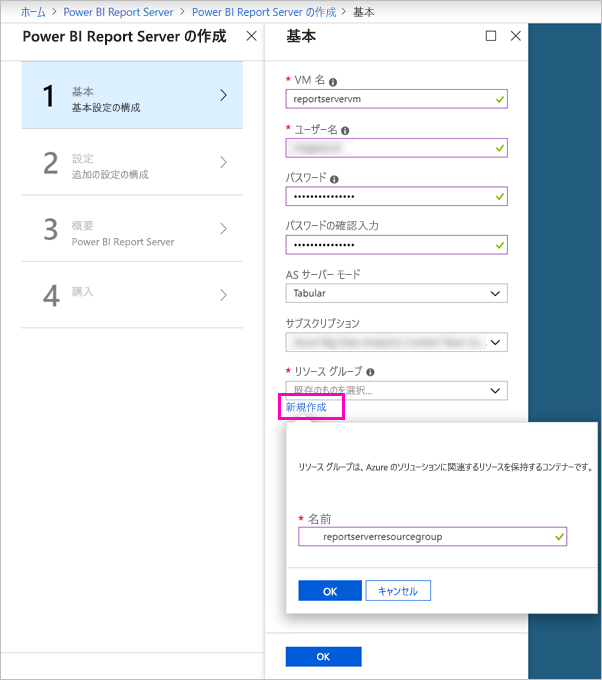 ホーム > Power BI Report Server > Power BI Report Server の作成 > 基本
Power BI Report Server の作成
1
基本
基本設定の構成
2
設定
追加の設定の構成
3
概要
Power BI Report Server
4
購入
基本
* VM 名
reportservervm
* ユーザー名
パスワード
•••••••••••••••
パスワードの確認入力
•••••••••••••••
AS サーバー モード
Tabular
サブスクリプション
* リソース グループ
既存のものを選択...
新規作成
リソース グループは、Azure のソリューションに関連するリソースを保持するコンテナーです。
* 名前
reportserverresourcegroup
OK
キャンセル
OK